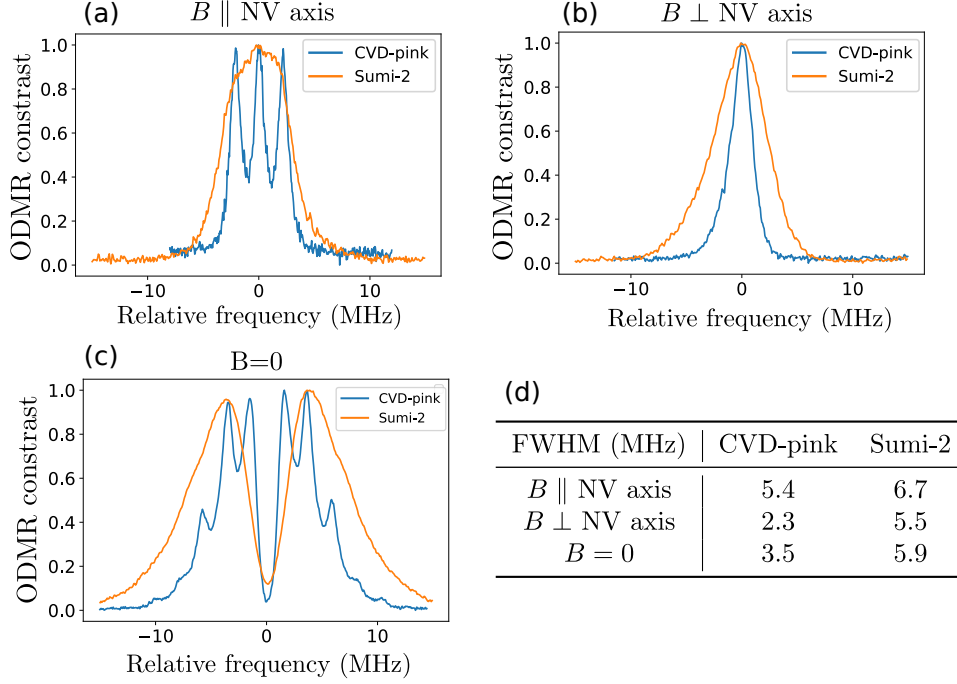 (a)
B ∥ NV axis
ODMR constrast
1.0
0.8
0.6
0.4
0.2
0.0
CVD-pink
Sumi-2
−10
0
10
Relative frequency (MHz)
(b)
B ⊥ NV axis
ODMR constrast
1.0
0.8
0.6
0.4
0.2
0.0
CVD-pink
Sumi-2
−10
0
10
Relative frequency (MHz)
(c)
B=0
ODMR constrast
1.0
0.8
0.6
0.4
0.2
0.0
CVD-pink
Sumi-2
−10
0
10
Relative frequency (MHz)
(d)
FWHM (MHz) CVD-pink Sumi-2
B ∥ NV axis 5.4 6.7
B ⊥ NV axis 2.3 5.5
B = 0 3.5 5.9